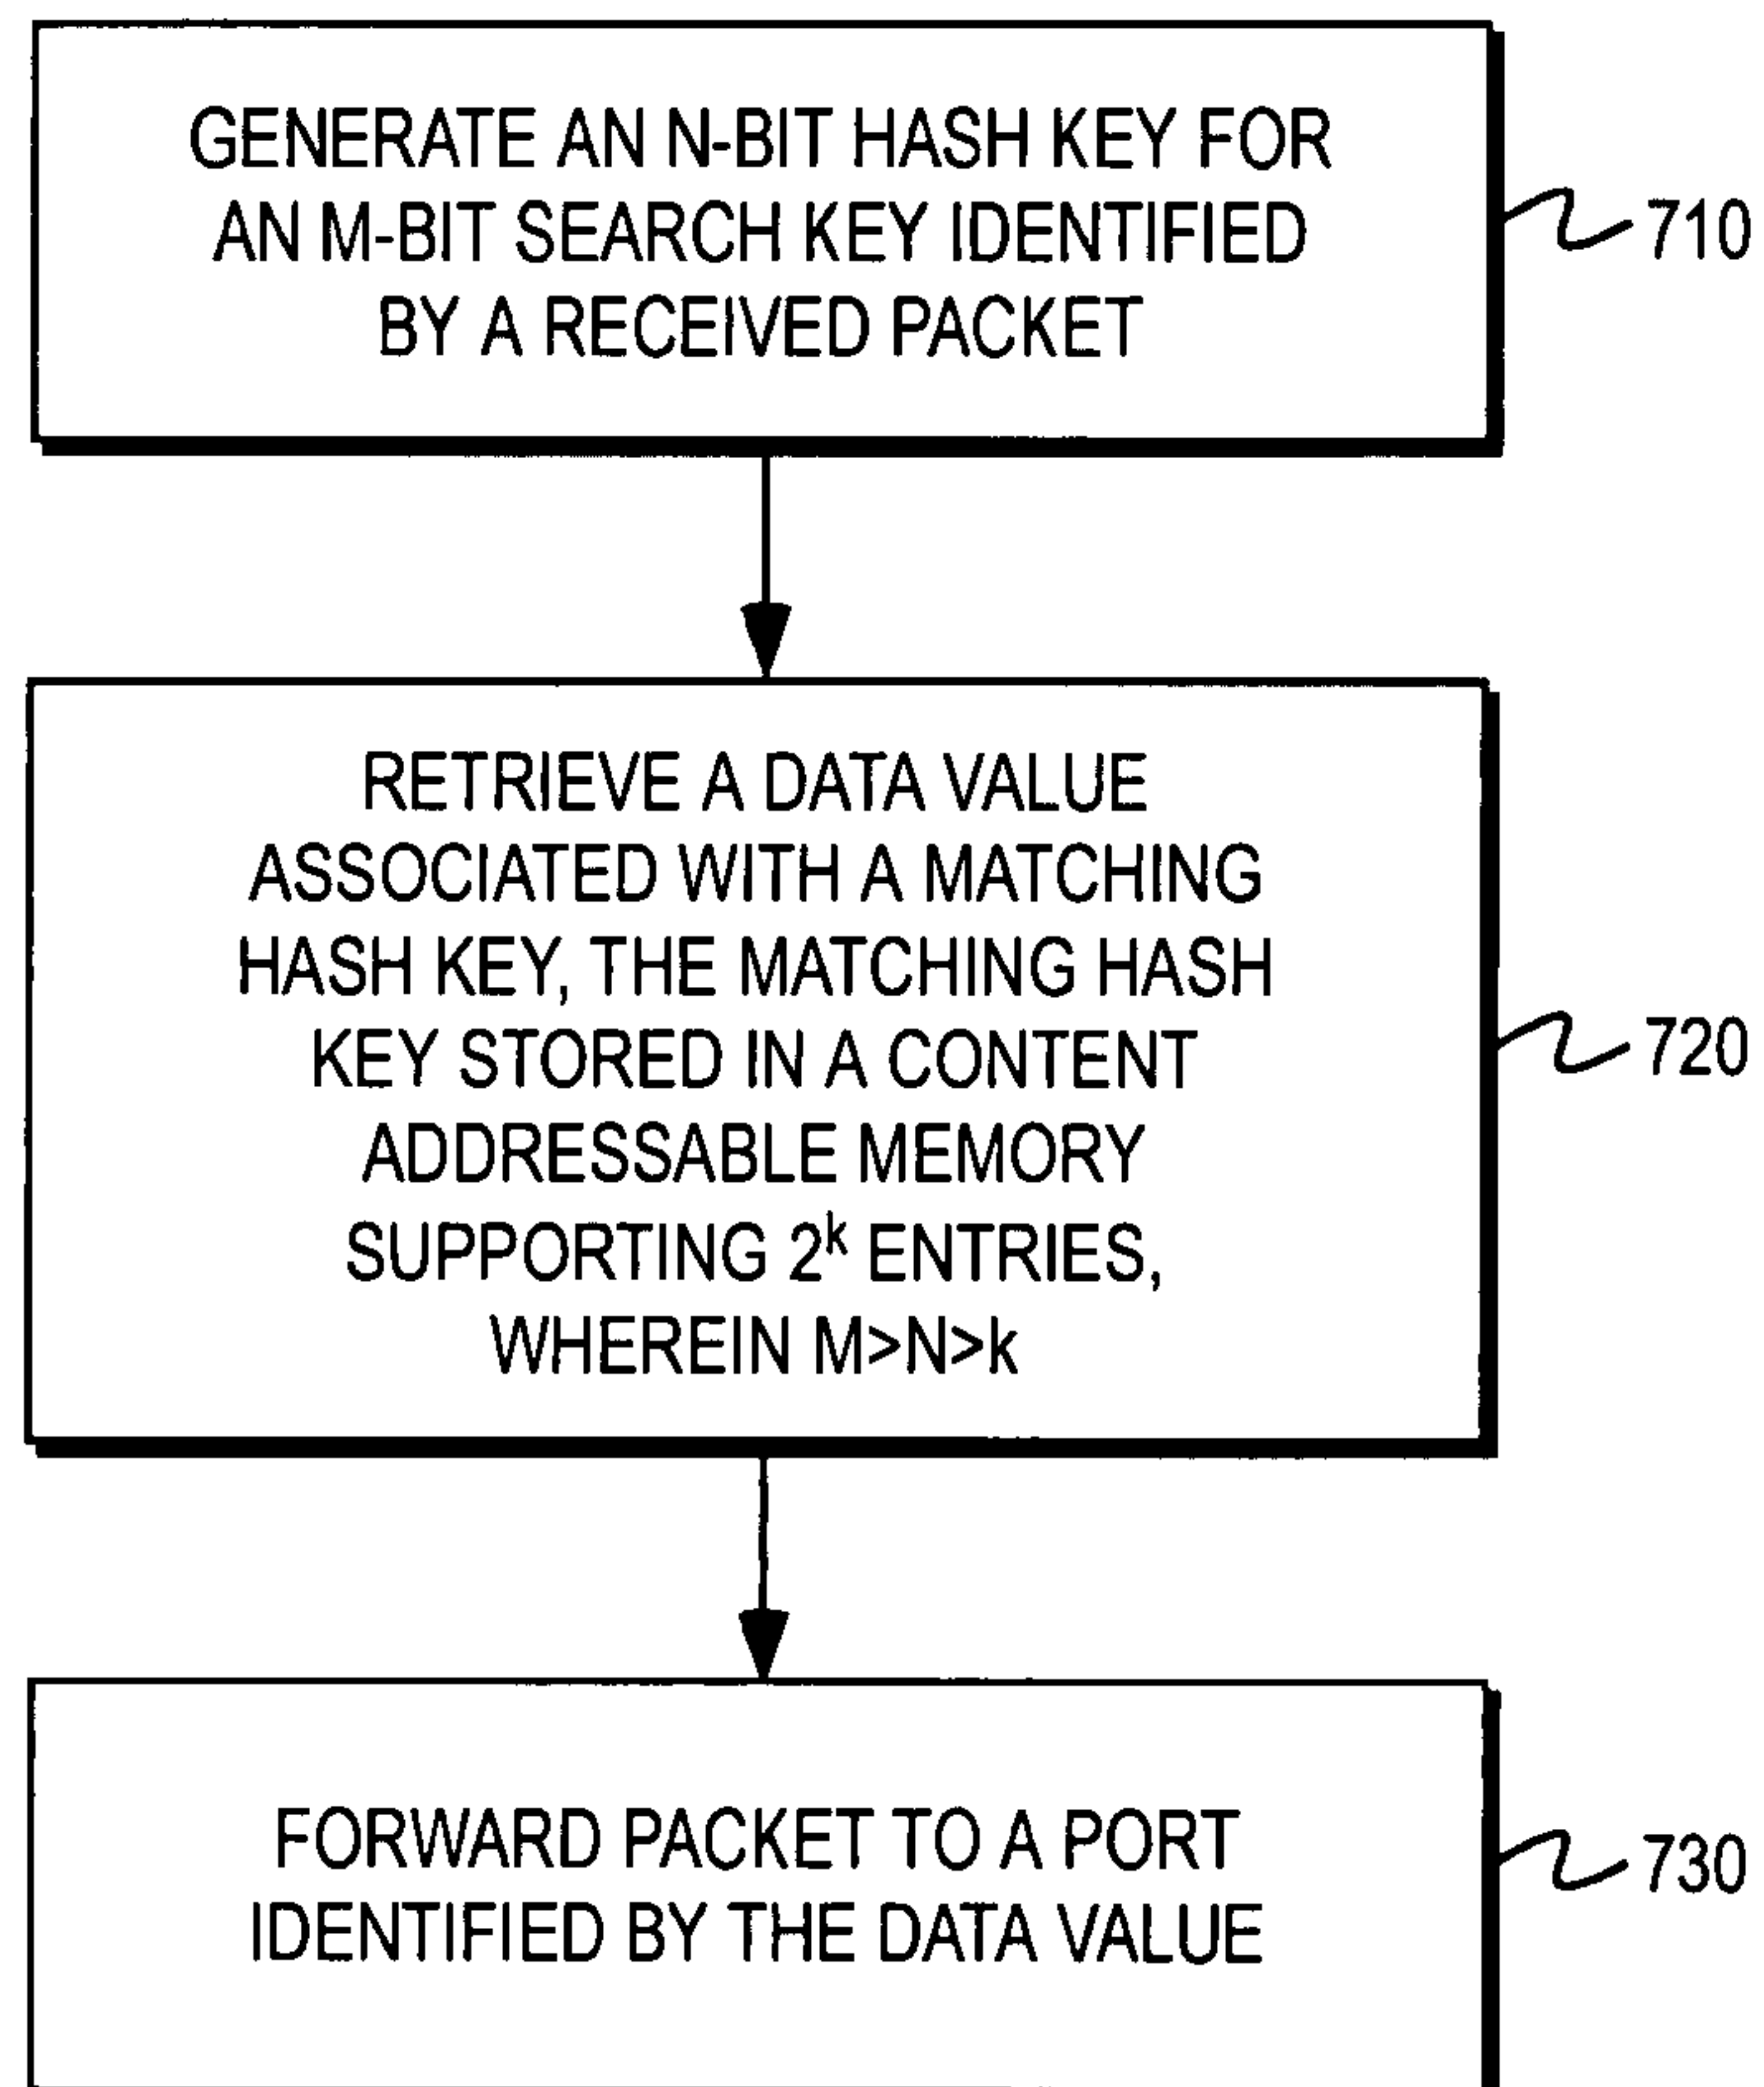 GENERATE AN N-BIT HASH KEY FOR
AN M-BIT SEARCH KEY IDENTIFIED
BY A RECEIVED PACKET
710
RETRIEVE A DATA VALUE
ASSOCIATED WITH A MATCHING
HASH KEY, THE MATCHING HASH
KEY STORED IN A CONTENT
ADDRESSABLE MEMORY
SUPPORTING 2^k ENTRIES,
WHEREIN M>N>k
720
FORWARD PACKET TO A PORT
IDENTIFIED BY THE DATA VALUE
730